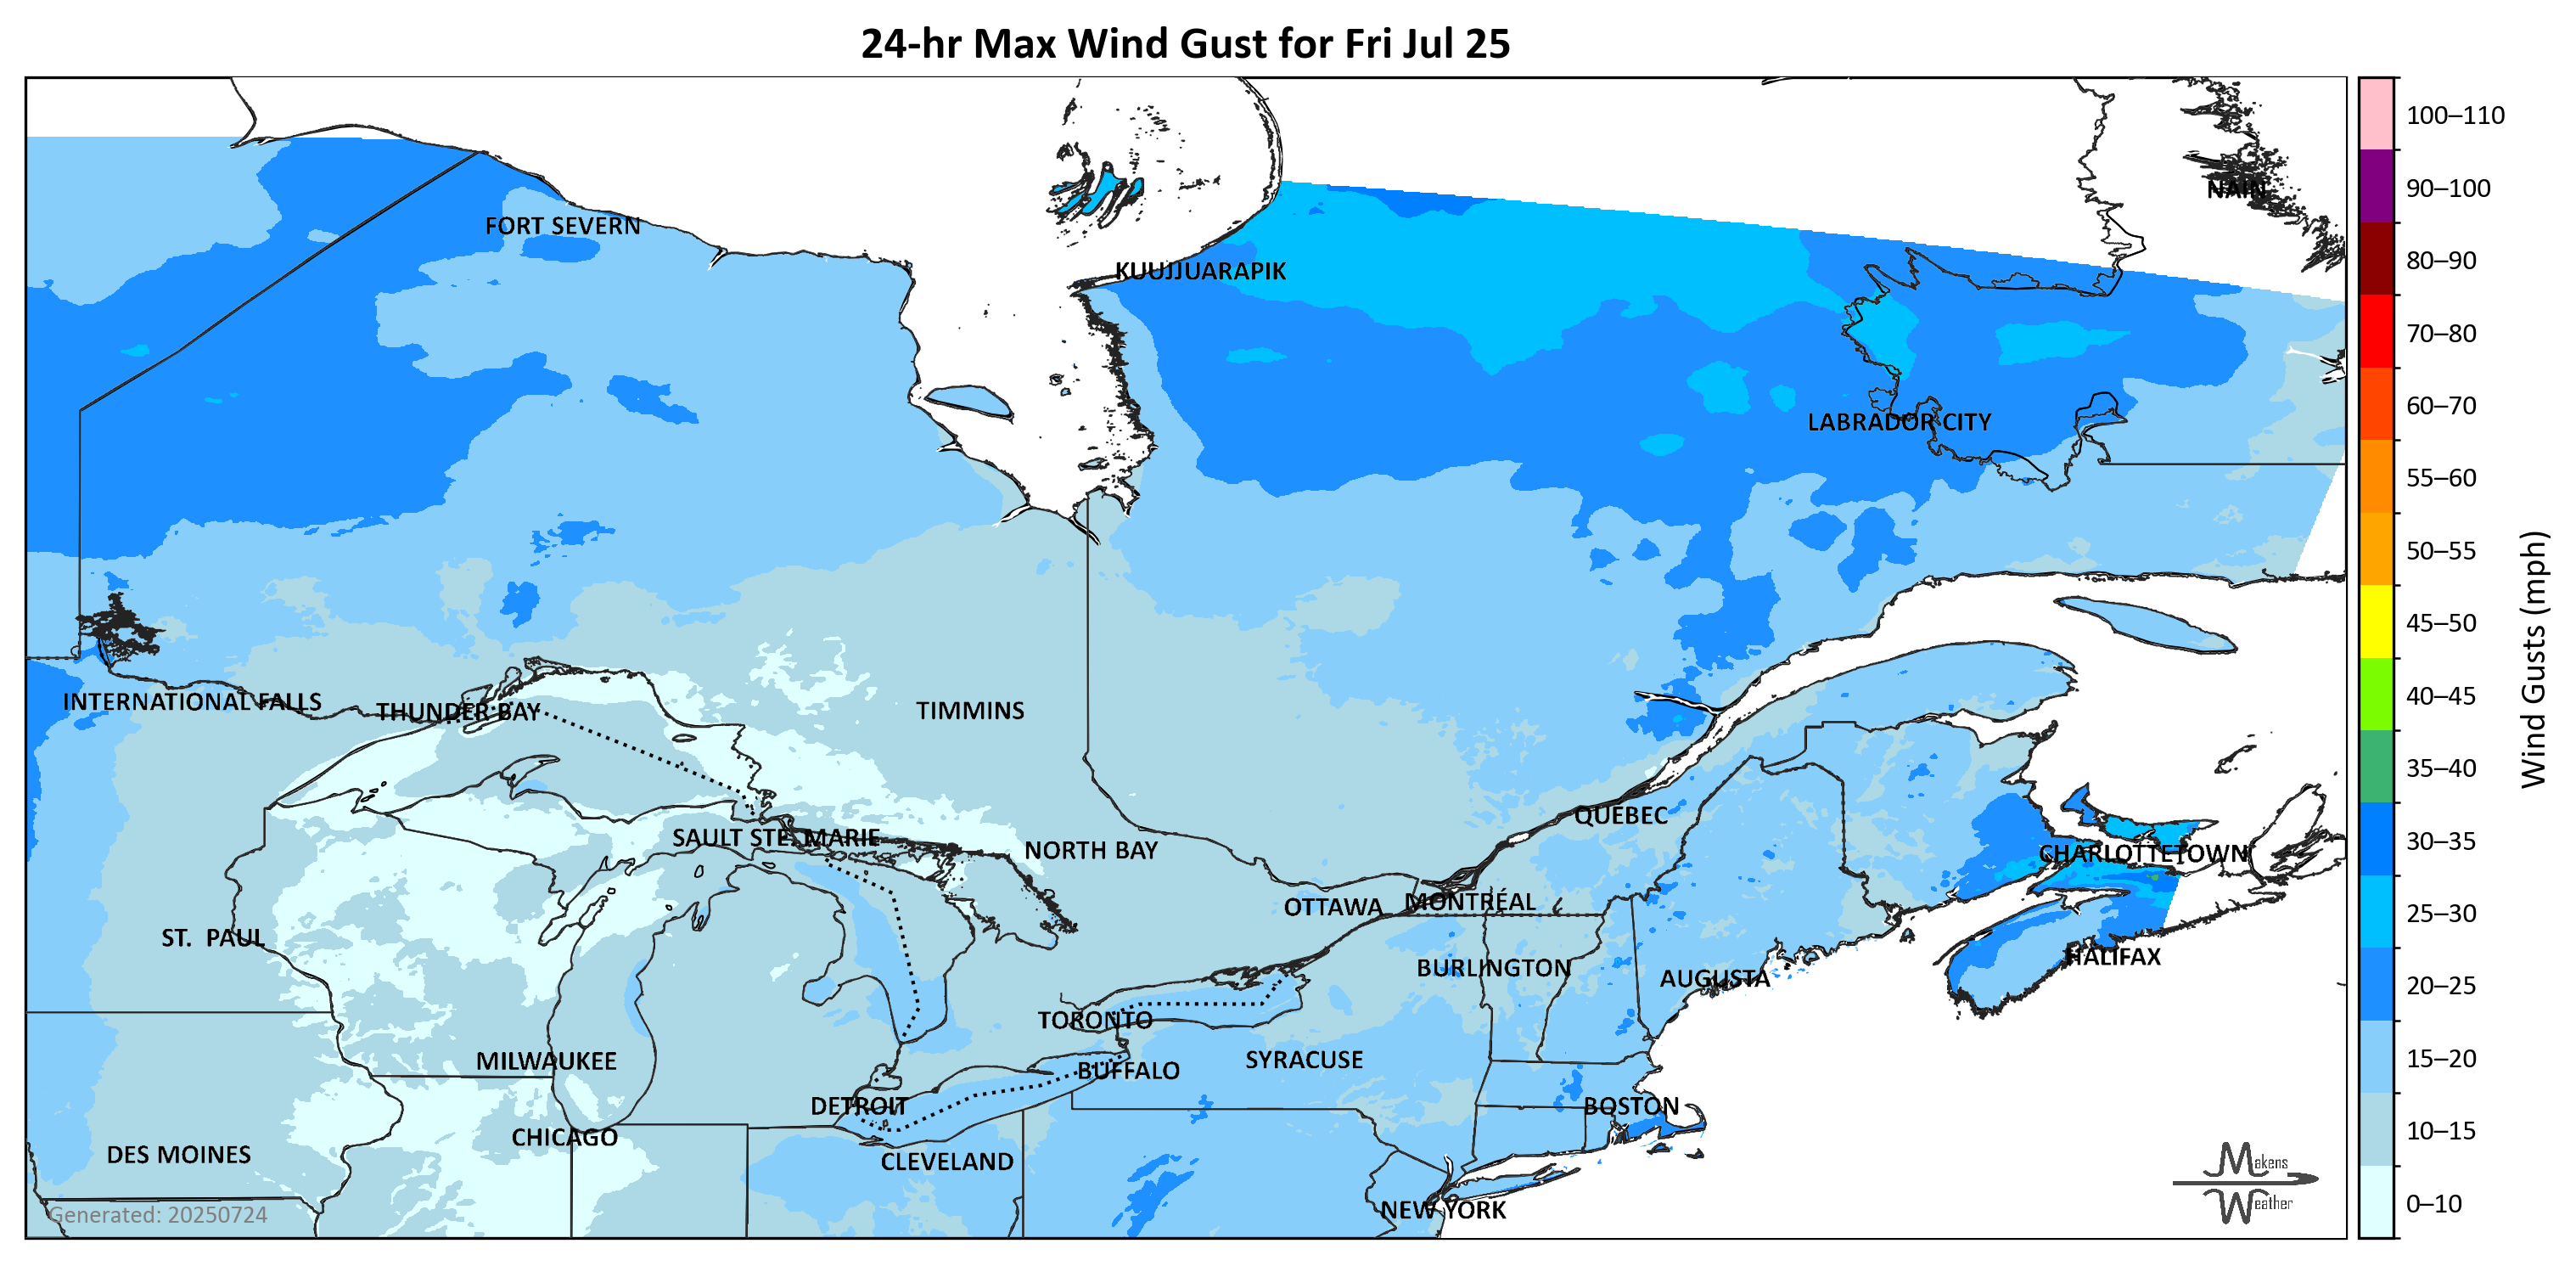 24-hr Max Wind Gust for Fri Jul 25
100–110
90–100
NAIN
FORT SEVERN
80–90
KUUJJUARAPIK
70–80
60–70
LABRADOR CITY
55–60
50–55
45–50
INTERNATIONAL FALLS
THUNDER BAY
TIMMINS
40–45
Wind Gusts (mph)
35–40
QUEBEC
SAULT STE. MARIE
30–35
NORTH BAY
CHARLOTTETOWN
OTTAWA
MONTRÉAL
25–30
ST. PAUL
HALIFAX
BURLINGTON
AUGUSTA
20–25
TORONTO
MILWAUKEE
SYRACUSE
15–20
BUFFALO
DETROIT
BOSTON
CHICAGO
10–15
DES MOINES
CLEVELAND
Makens
Weather
0–10
NEW YORK
Generated: 20250724